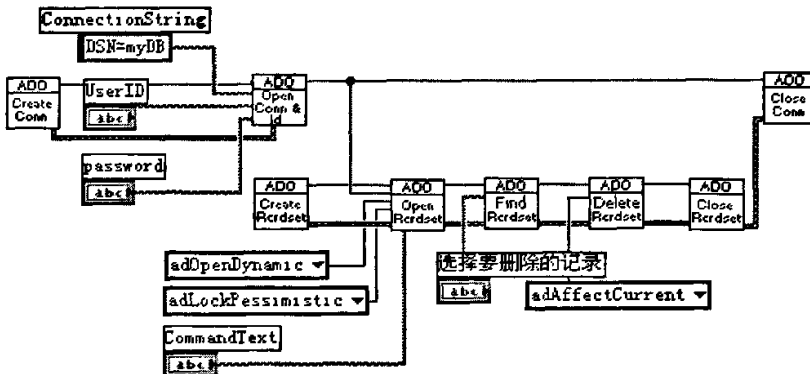 ConnectionString
DSN=myDB
ADO
Create
Conn
UserID
abc
ADO
Open
Conn &
id
ADO
Close
Conn
password
abc
ADO
Create
Rcrdset
ADO
Open
Rcrdset
ADO
Find
Rcrdset
ADO
Delete
Rcrdset
ADO
Close
Rcrdset
adOpenDynamic
选择要删除的记录
abc
adLockPessimistic
adAffectCurrent
CommandText
abc